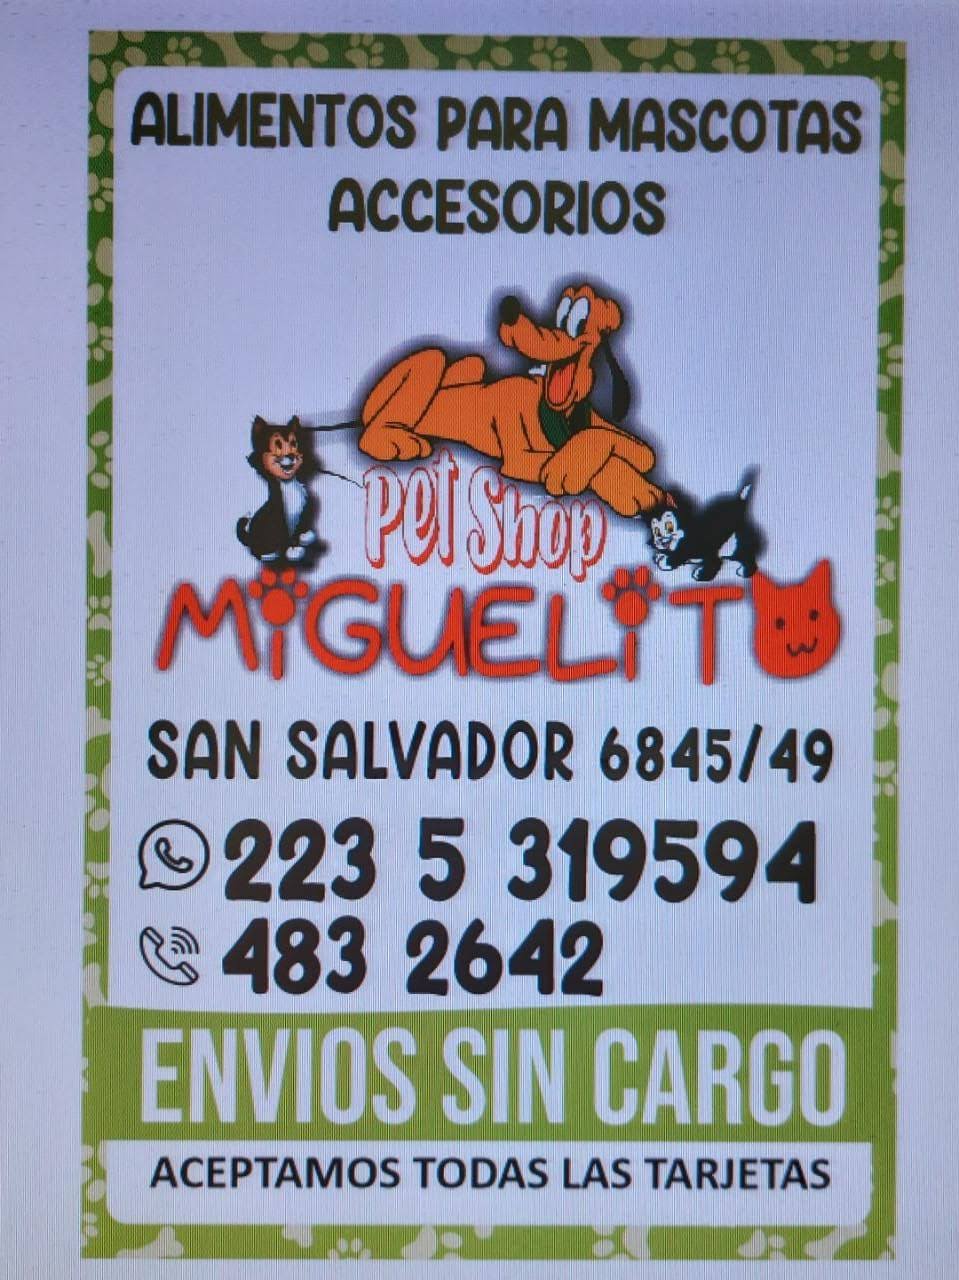 ALIMENTOS PARA MASCOTAS
ACCESORIOS
Pet Shop
MiGUELiTO
SAN SALVADOR 6845/49
223 5 319594
483 2642
ENVIOS SIN CARGO
ACEPTAMOS TODAS LAS TARJETAS